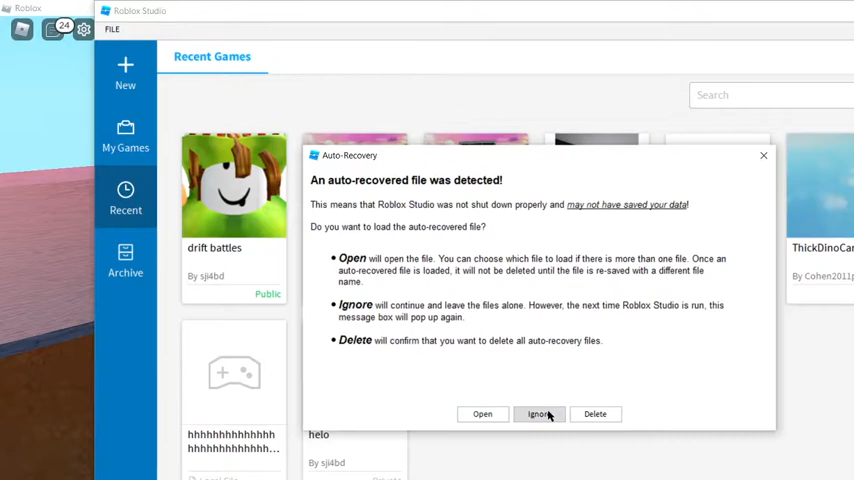 Roblox
Roblox Studio
24
FILE
New
My Games
Recent
Archive
Recent Games
Search
Auto-Recovery
An auto-recovered file was detected!
This means that Roblox Studio was not shut down properly and may not have saved your data!
Do you want to load the auto-recovered file?
• Open will open the file. You can choose which file to load if there is more than one file. Once an
auto-recovered file is loaded, it will not be deleted until the file is re-saved with a different file
name.
• Ignore will continue and leave the files alone. However, the next time Roblox Studio is run, this
message box will pop up again.
• Delete will confirm that you want to delete all auto-recovery files.
Open
Ignore
Delete
drift battles
By sji4bd
Public
ThickDinoCar
By Cohen2011p
hhhhhhhhhhhhh
hhhhhhhhhhhhh...
Local File
helo
By sji4bd
Private